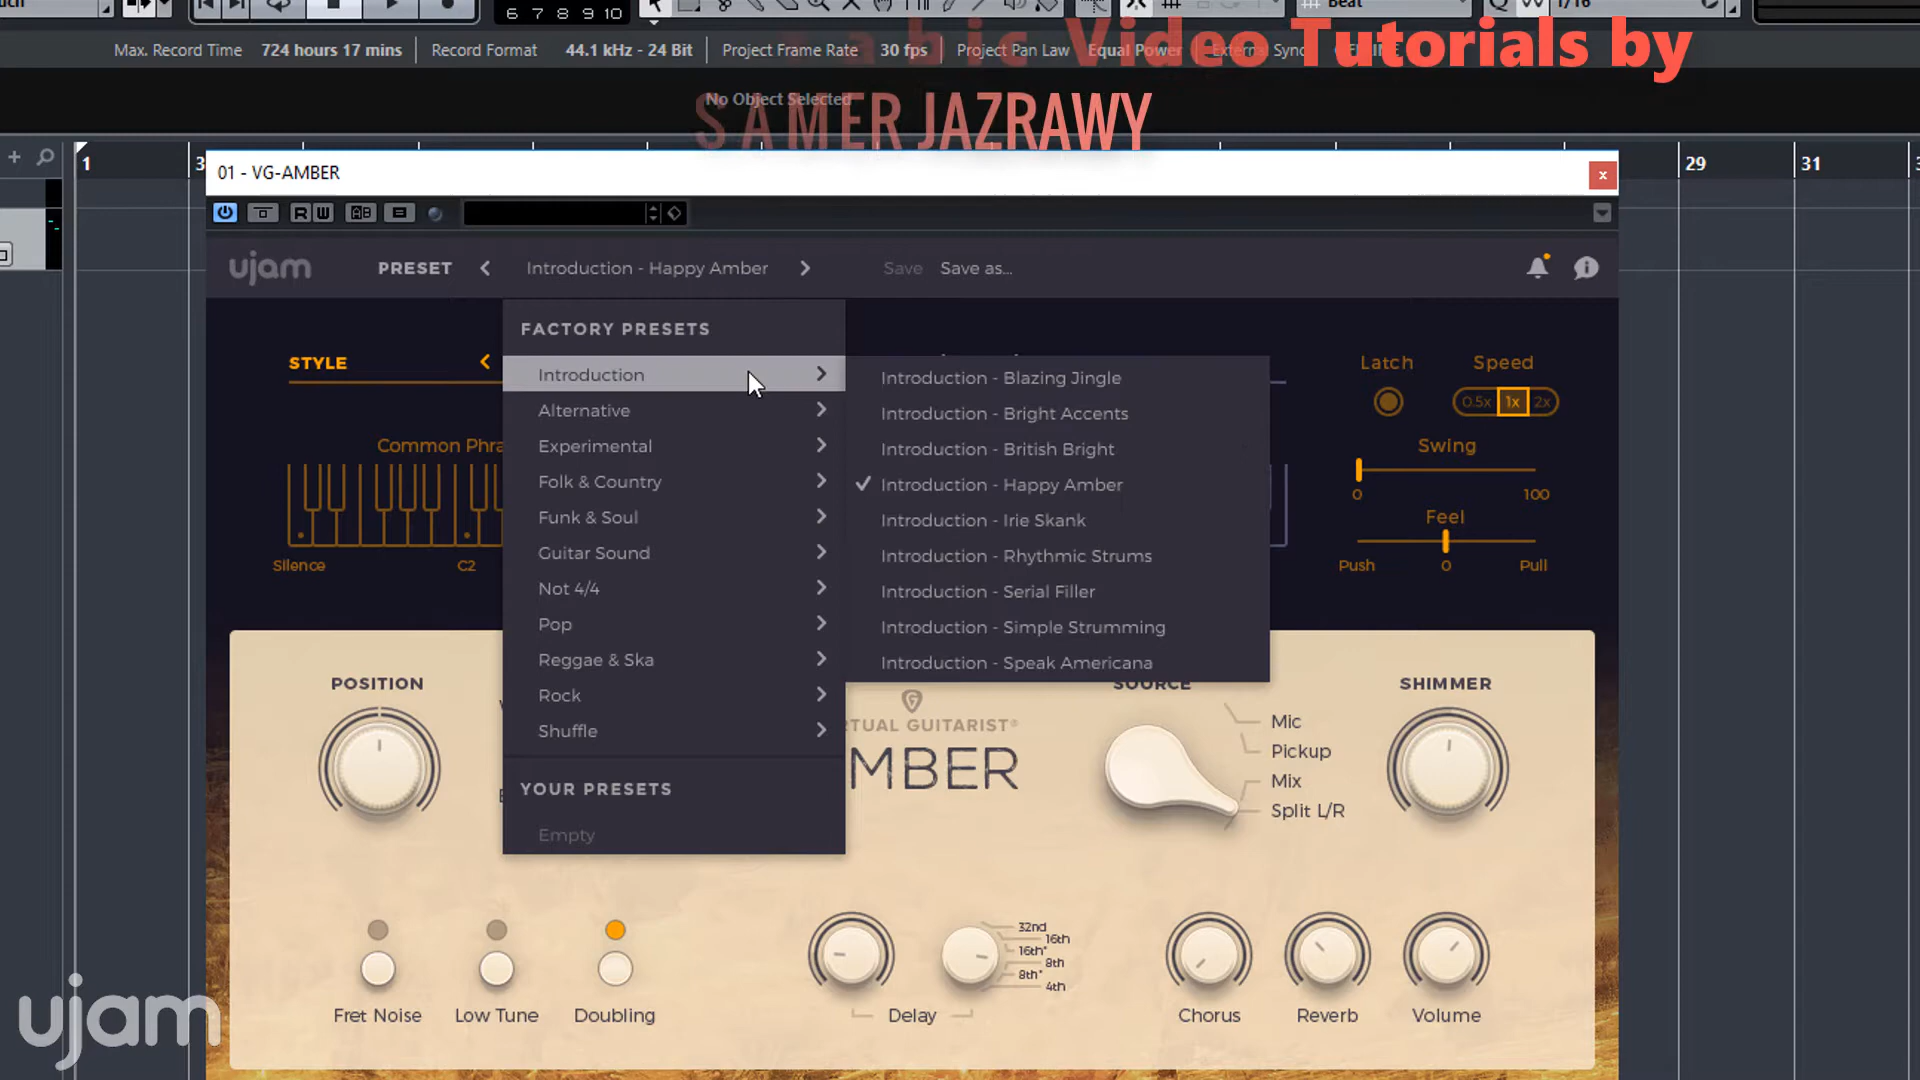 6 7 8 9 10
Beat
1/16
Max. Record Time 724 hours 17 mins Record Format 44.1 kHz - 24 Bit Project Frame Rate 30 fps Project Pan Law Equal Power External Sync
Video Tutorials by
No Object Selected
SAMER JAZRAWY
1 3 29 31
01 - VG-AMBER
R W
ujam PRESET Introduction - Happy Amber Save Save as...
FACTORY PRESETS
STYLE
Latch Speed
0.5x 1x 2x
Introduction
Alternative
Experimental
Folk & Country
Funk & Soul
Guitar Sound
Not 4/4
Pop
Reggae & Ska
Rock
Shuffle
YOUR PRESETS
Empty
Introduction - Blazing Jingle
Introduction - Bright Accents
Introduction - British Bright
Introduction - Happy Amber
Introduction - Irie Skank
Introduction - Rhythmic Strums
Introduction - Serial Filler
Introduction - Simple Strumming
Introduction - Speak Americana
Common Phra
Silence C2
Swing
0 100
Feel
Push 0 Pull
POSITION
SOURCE
SHIMMER
Mic
Pickup
Mix
Split L/R
TUAL GUITARIST®
MBER
32nd
16th
16th*
8th
8th*
4th
Fret Noise Low Tune Doubling Delay Chorus Reverb Volume
ujam